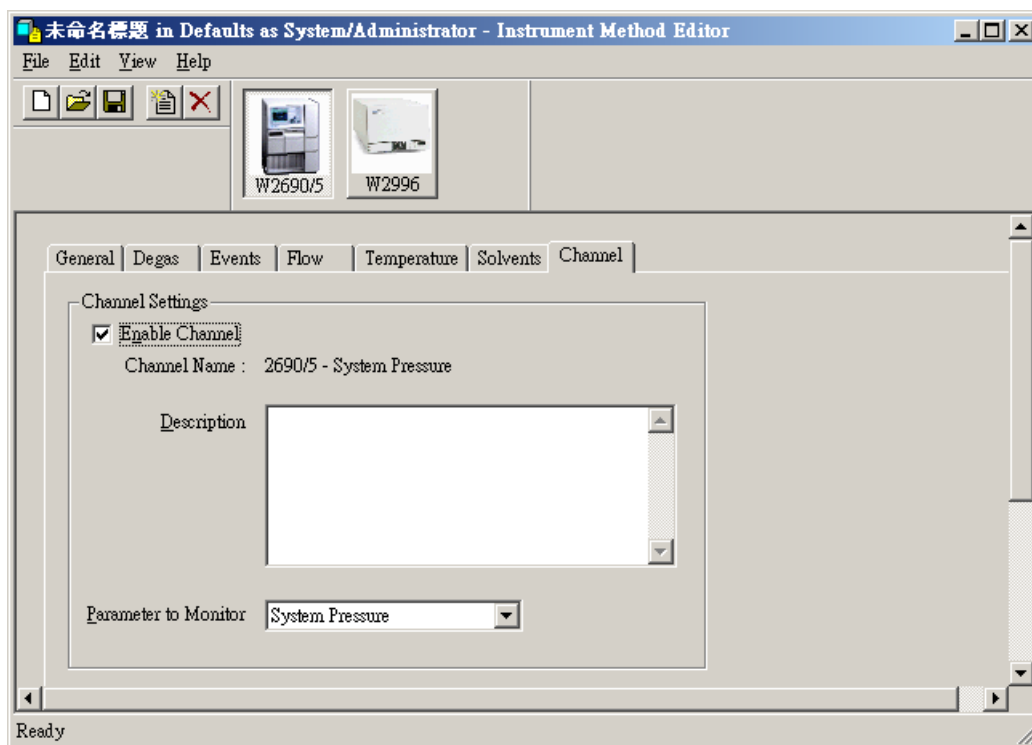 未命名標題 in Defaults as System/Administrator - Instrument Method Editor
File Edit View Help
W2690/5 W2996
General Degas Events Flow Temperature Solvents Channel
Channel Settings
Enable Channel
Channel Name : 2690/5 - System Pressure
Description
Parameter to Monitor System Pressure
Ready